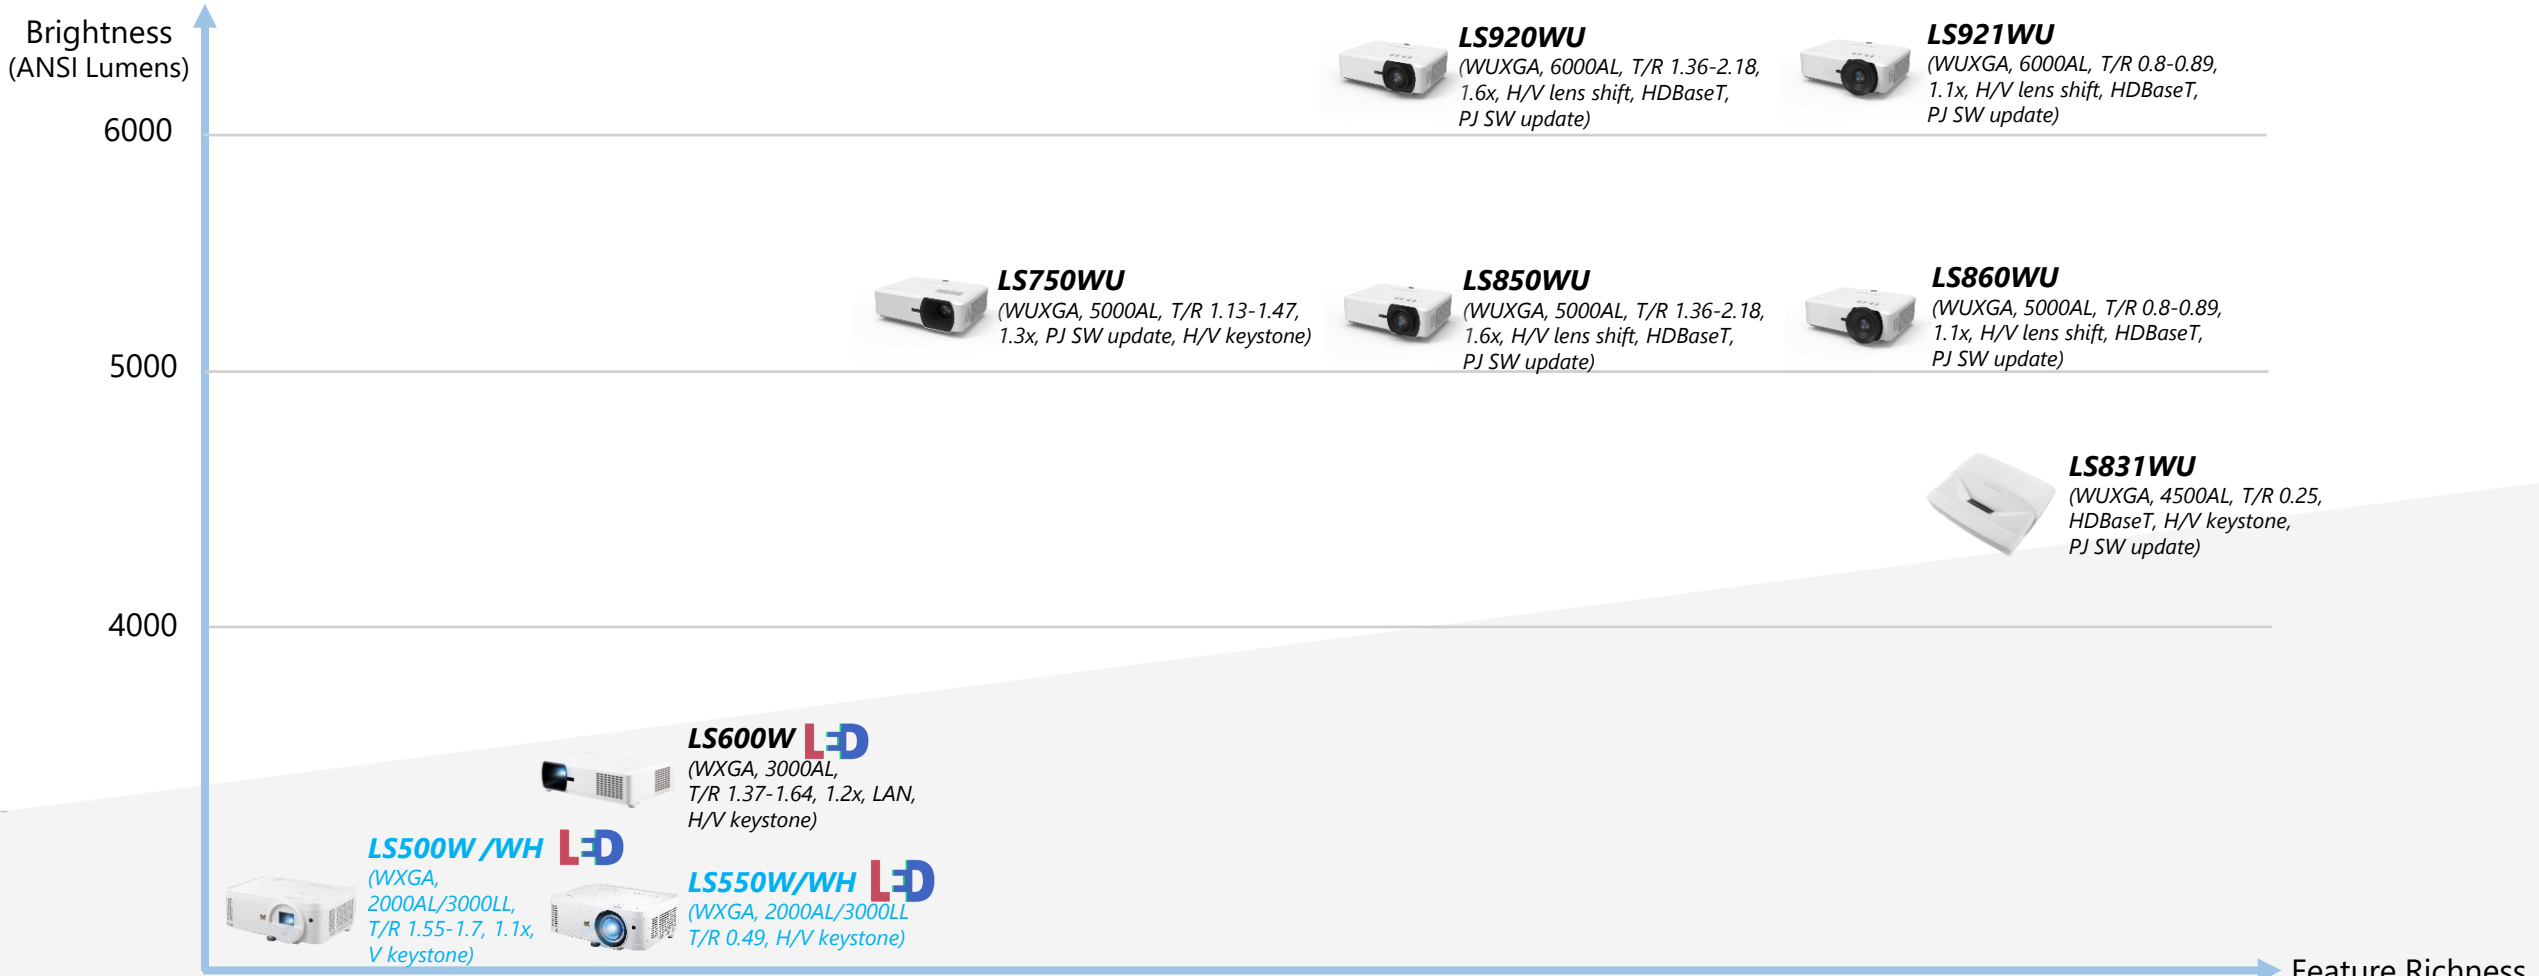 Brightness
(ANSI Lumens)
6000
5000
4000
LS920WU
(WUXGA, 6000AL, T/R 1.36-2.18,
1.6x, H/V lens shift, HDBaseT,
PJ SW update)
LS921WU
(WUXGA, 6000AL, T/R 0.8-0.89,
1.1x, H/V lens shift, HDBaseT,
PJ SW update)
LS750WU
(WUXGA, 5000AL, T/R 1.13-1.47,
1.3x, PJ SW update, H/V keystone)
LS850WU
(WUXGA, 5000AL, T/R 1.36-2.18,
1.6x, H/V lens shift, HDBaseT,
PJ SW update)
LS860WU
(WUXGA, 5000AL, T/R 0.8-0.89,
1.1x, H/V lens shift, HDBaseT,
PJ SW update)
LS831WU
(WUXGA, 4500AL, T/R 0.25,
HDBaseT, H/V keystone,
PJ SW update)
LS600W LED
(WXGA, 3000AL,
T/R 1.37-1.64, 1.2x, LAN,
H/V keystone)
LS500W /WH LED
(WXGA,
2000AL/3000LL,
T/R 1.55-1.7, 1.1x,
V keystone)
LS550W/WH LED
(WXGA, 2000AL/3000LL
T/R 0.49, H/V keystone)
Feature Richness